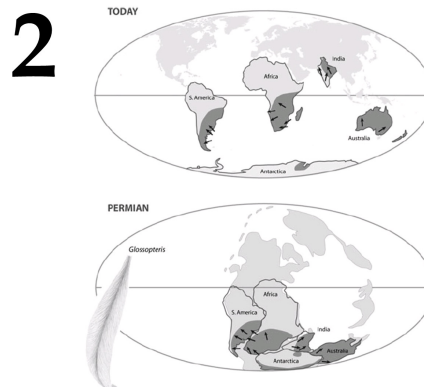 2
TODAY
India
Africa
S. America
Australia
Antarctica
PERMIAN
Glossopteris
Africa
S. America
India
Australia
Antarctica